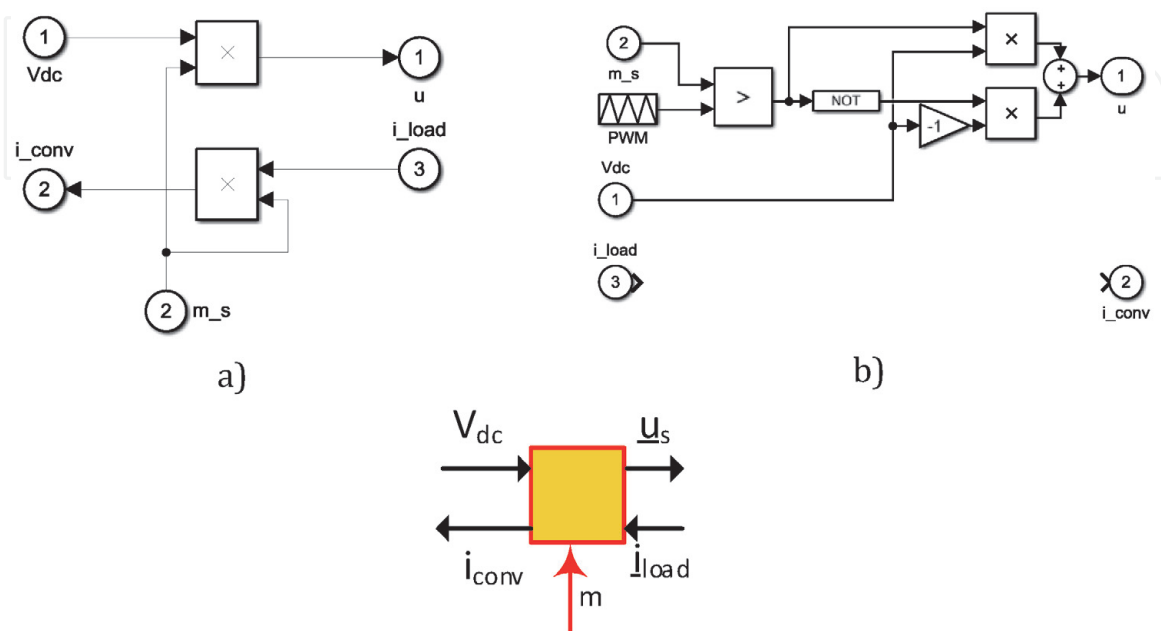 1
Vdc
×
1
u
i_load
3
i_conv
2
×
2
m_s
a)
2
m_s
PWM
>
NOT
-1
×
×
+
+
1
u
Vdc
1
i_load
3
2
i_conv
b)
Vdc
us
iconv
iload
m